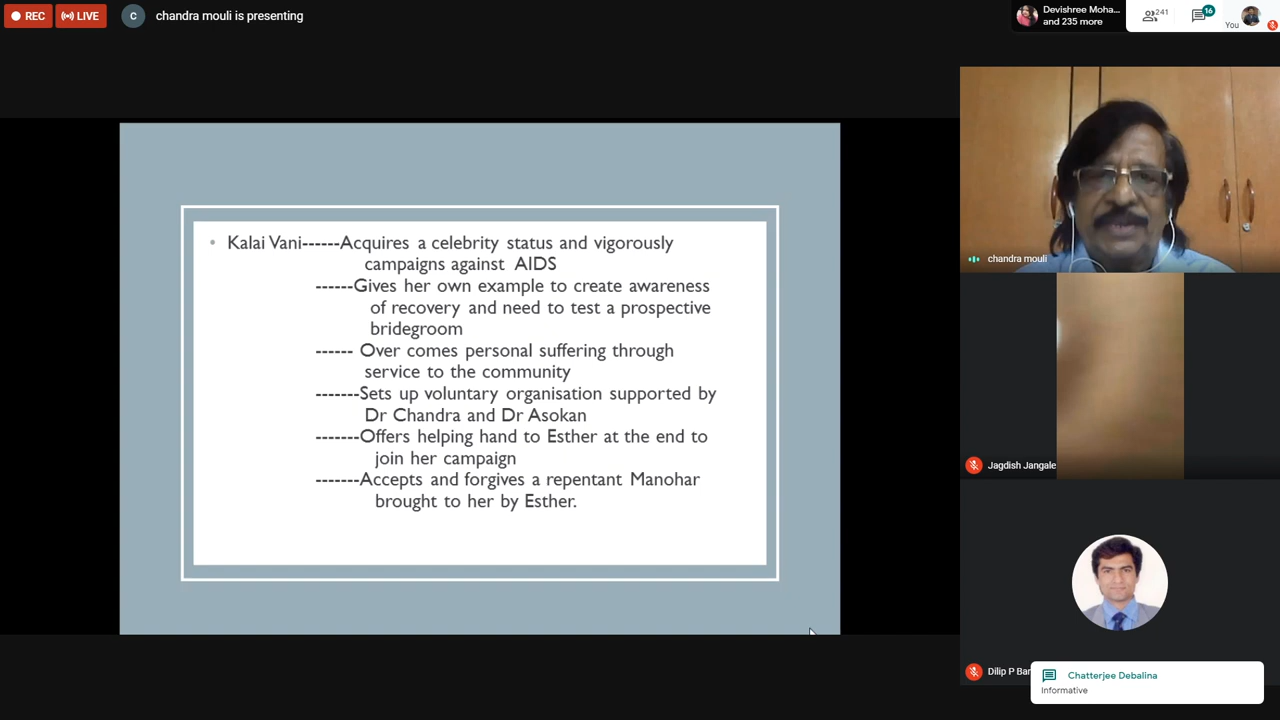 REC
LIVE
C
chandra mouli is presenting
Devishree Moha...
and 235 more
241
16
You
• Kalai Vani------Acquires a celebrity status and vigorously
campaigns against AIDS
------Gives her own example to create awareness
of recovery and need to test a prospective
bridegroom
------ Over comes personal suffering through
service to the community
-------Sets up voluntary organisation supported by
Dr Chandra and Dr Asokan
-------Offers helping hand to Esther at the end to
join her campaign
-------Accepts and forgives a repentant Manohar
brought to her by Esther.
chandra mouli
Jagdish Jangale
Dilip P Bar
Chatterjee Debalina
Informative